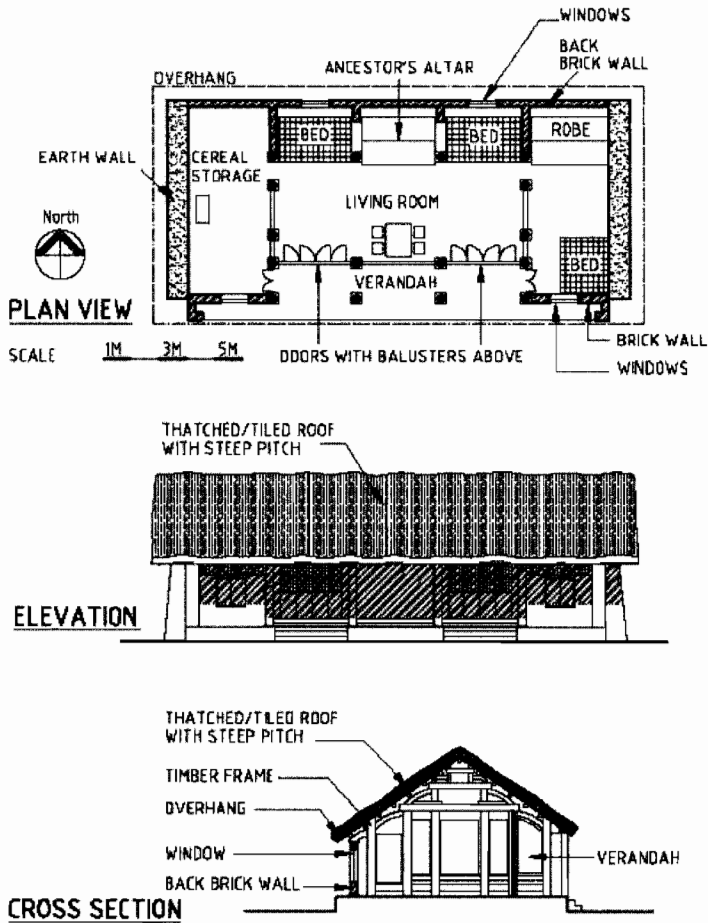 WINDOWS
BACK
BRICK WALL
ANCESTOR'S ALTAR
OVERHANG
BED
BED
ROBE
EARTH WALL
CEREAL
STORAGE
LIVING ROOM
North
BED
VERANDAH
PLAN VIEW
SCALE 1M 3M 5M
DOORS WITH BALUSTERS ABOVE
BRICK WALL
WINDOWS
THATCHED/TILED ROOF
WITH STEEP PITCH
ELEVATION
THATCHED/TILED ROOF
WITH STEEP PITCH
TIMBER FRAME
OVERHANG
WINDOW
VERANDAH
BACK BRICK WALL
CROSS SECTION